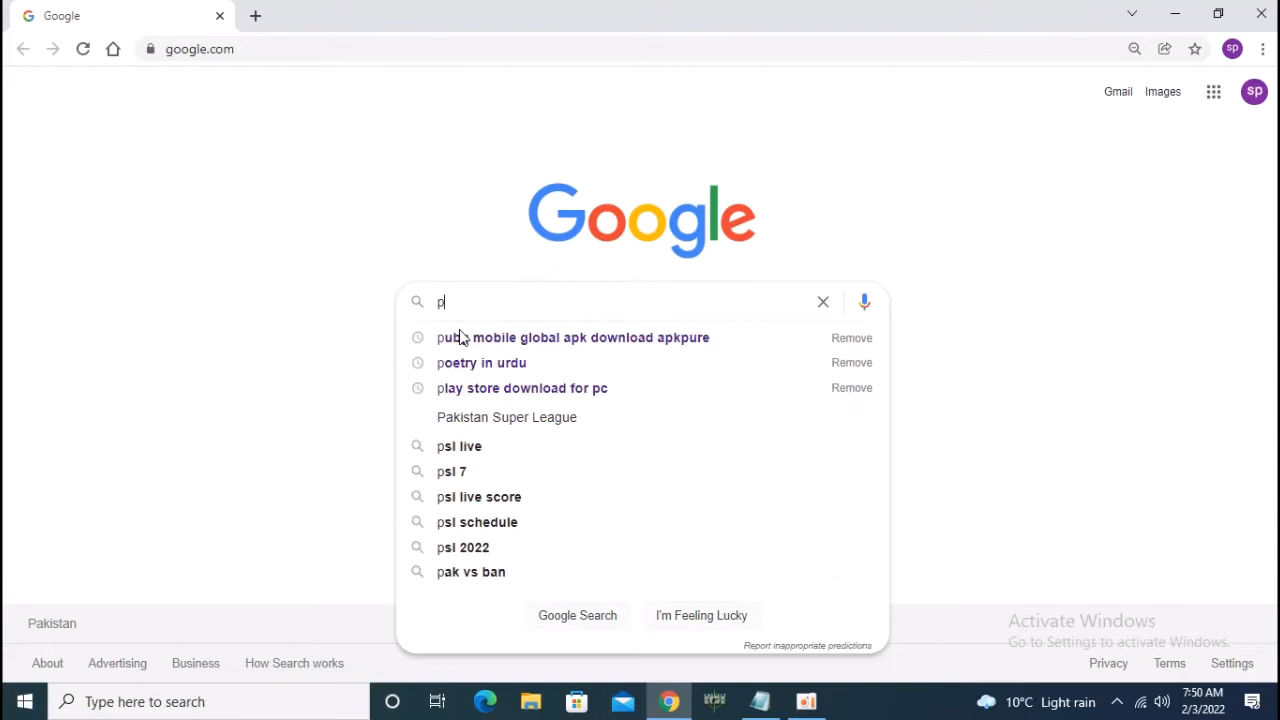 Google
google.com
sp
Gmail Images
sp
Google
p
pubg mobile global apk download apkpure Remove
poetry in urdu Remove
play store download for pc Remove
Pakistan Super League
psl live
psl 7
psl live score
psl schedule
psl 2022
pak vs ban
Google Search I'm Feeling Lucky
Report inappropriate predictions
Pakistan
Activate Windows
Go to Settings to activate Windows.
About Advertising Business How Search works Privacy Terms Settings
Type here to search
10°C Light rain
7:50 AM
2/3/2022